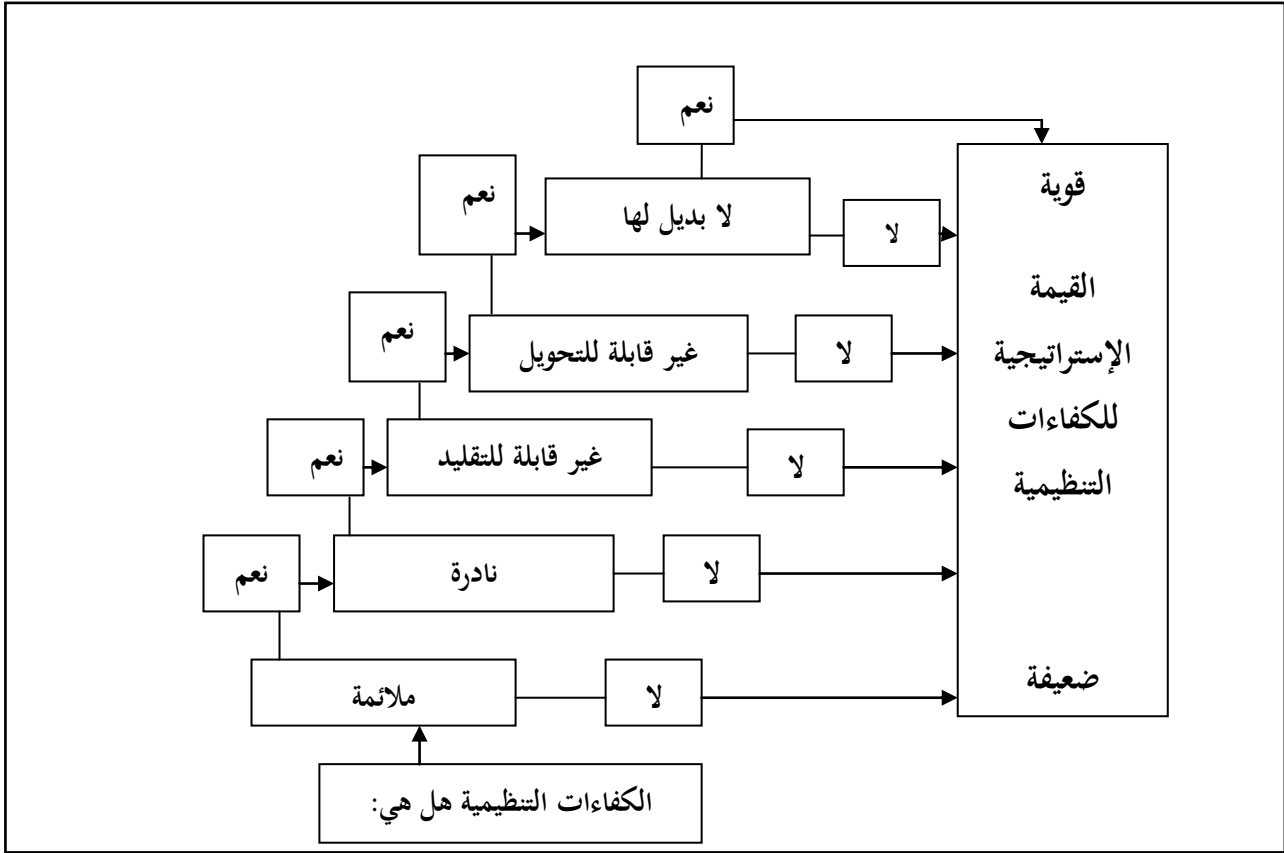 نعم
قوية
نعم
لا بديل لها
لا
القيمة
نعم
غير قابلة للتحويل
لا
الإستراتيجية
للكفاءات
نعم
غير قابلة للتقليد
لا
التنظيمية
نعم
نادرة
لا
ملائمة
لا
ضعيفة
الكفاءات التنظيمية هل هي: